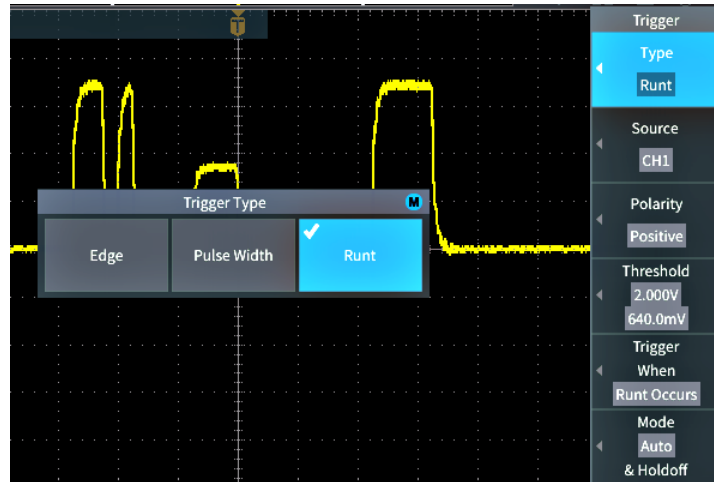 T
Trigger
Type
Runt
Source
CH1
Polarity
Positive
Threshold
2.000V
640.0mV
Trigger
When
Runt Occurs
Mode
Auto
& Holdoff
Trigger Type
M
Edge
Pulse Width
Runt